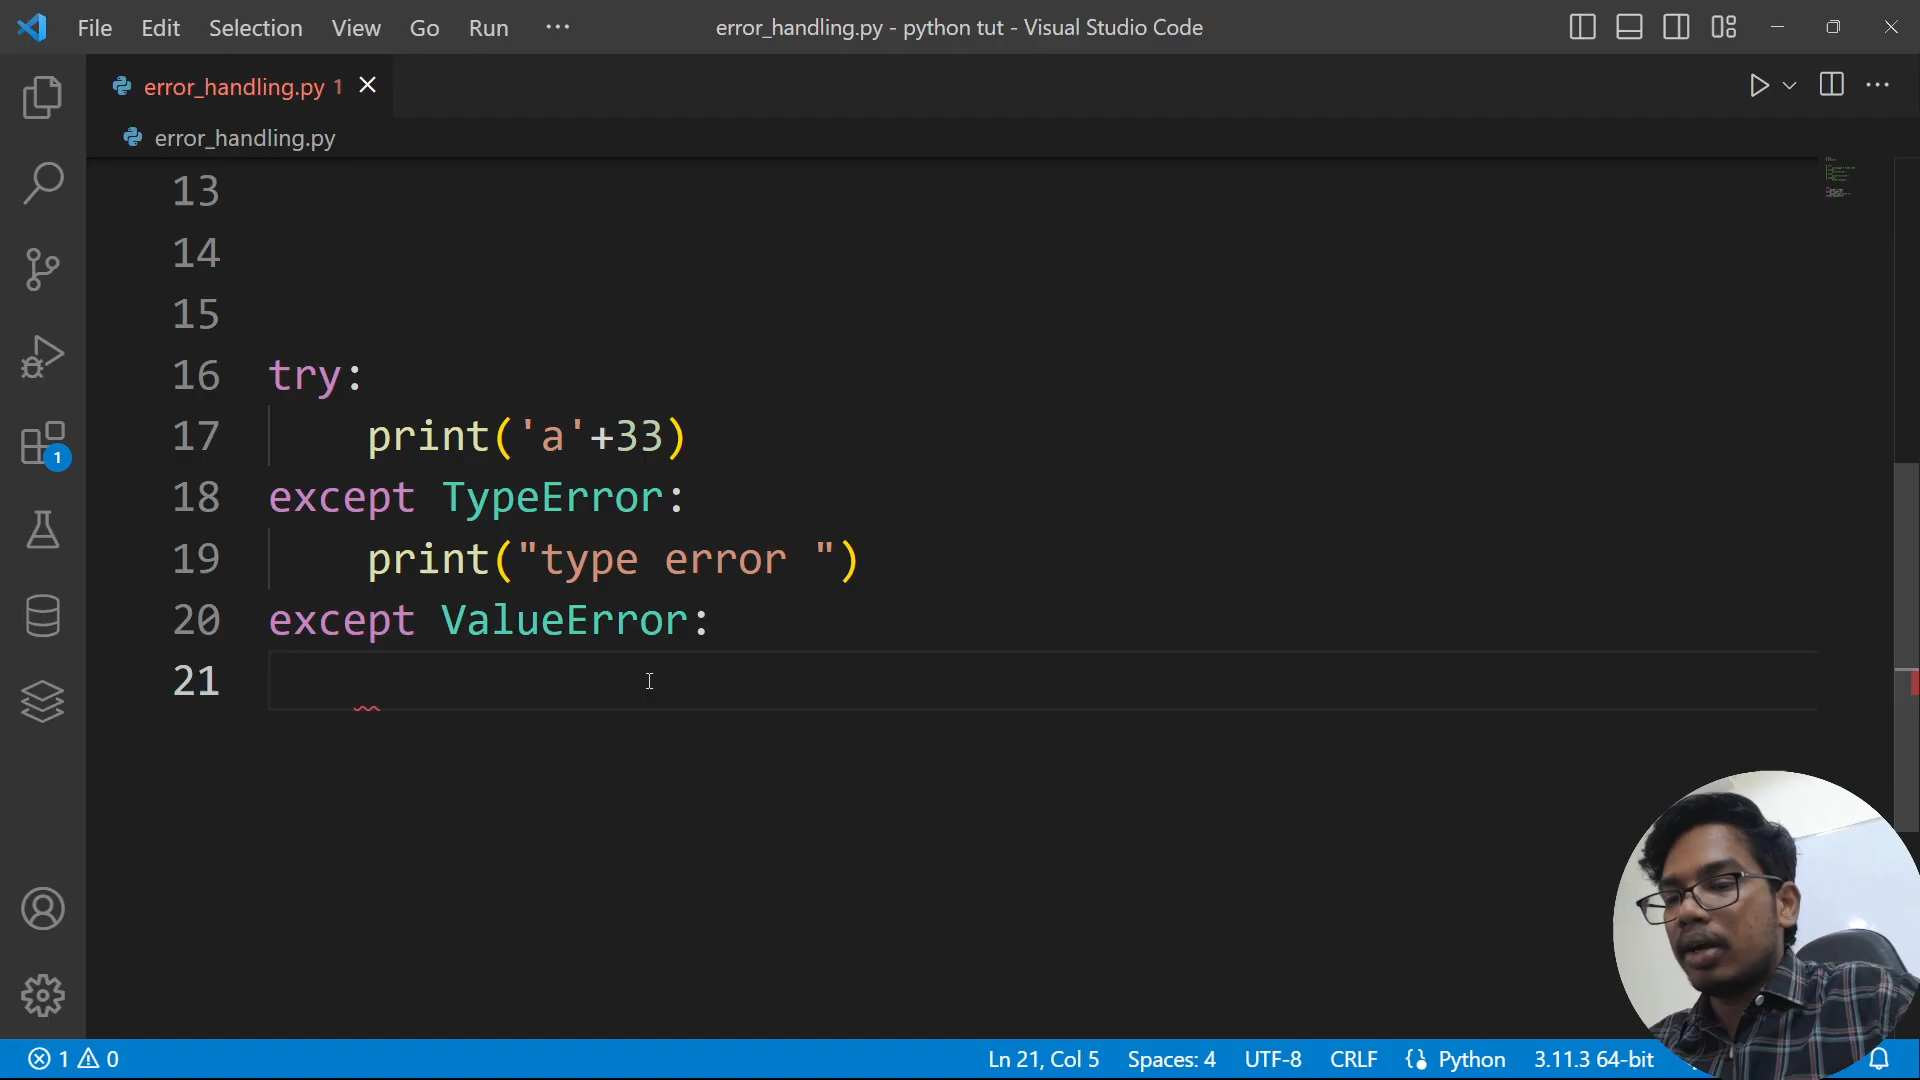 File Edit Selection View Go Run ···
error_handling.py - python tut - Visual Studio Code
error_handling.py 1
error_handling.py
13
14
15
16 try:
17     print('a'+33)
18 except TypeError:
19     print("type error ")
20 except ValueError:
21
1
1 0
Ln 21, Col 5 Spaces: 4 UTF-8 CRLF Python 3.11.3 64-bit